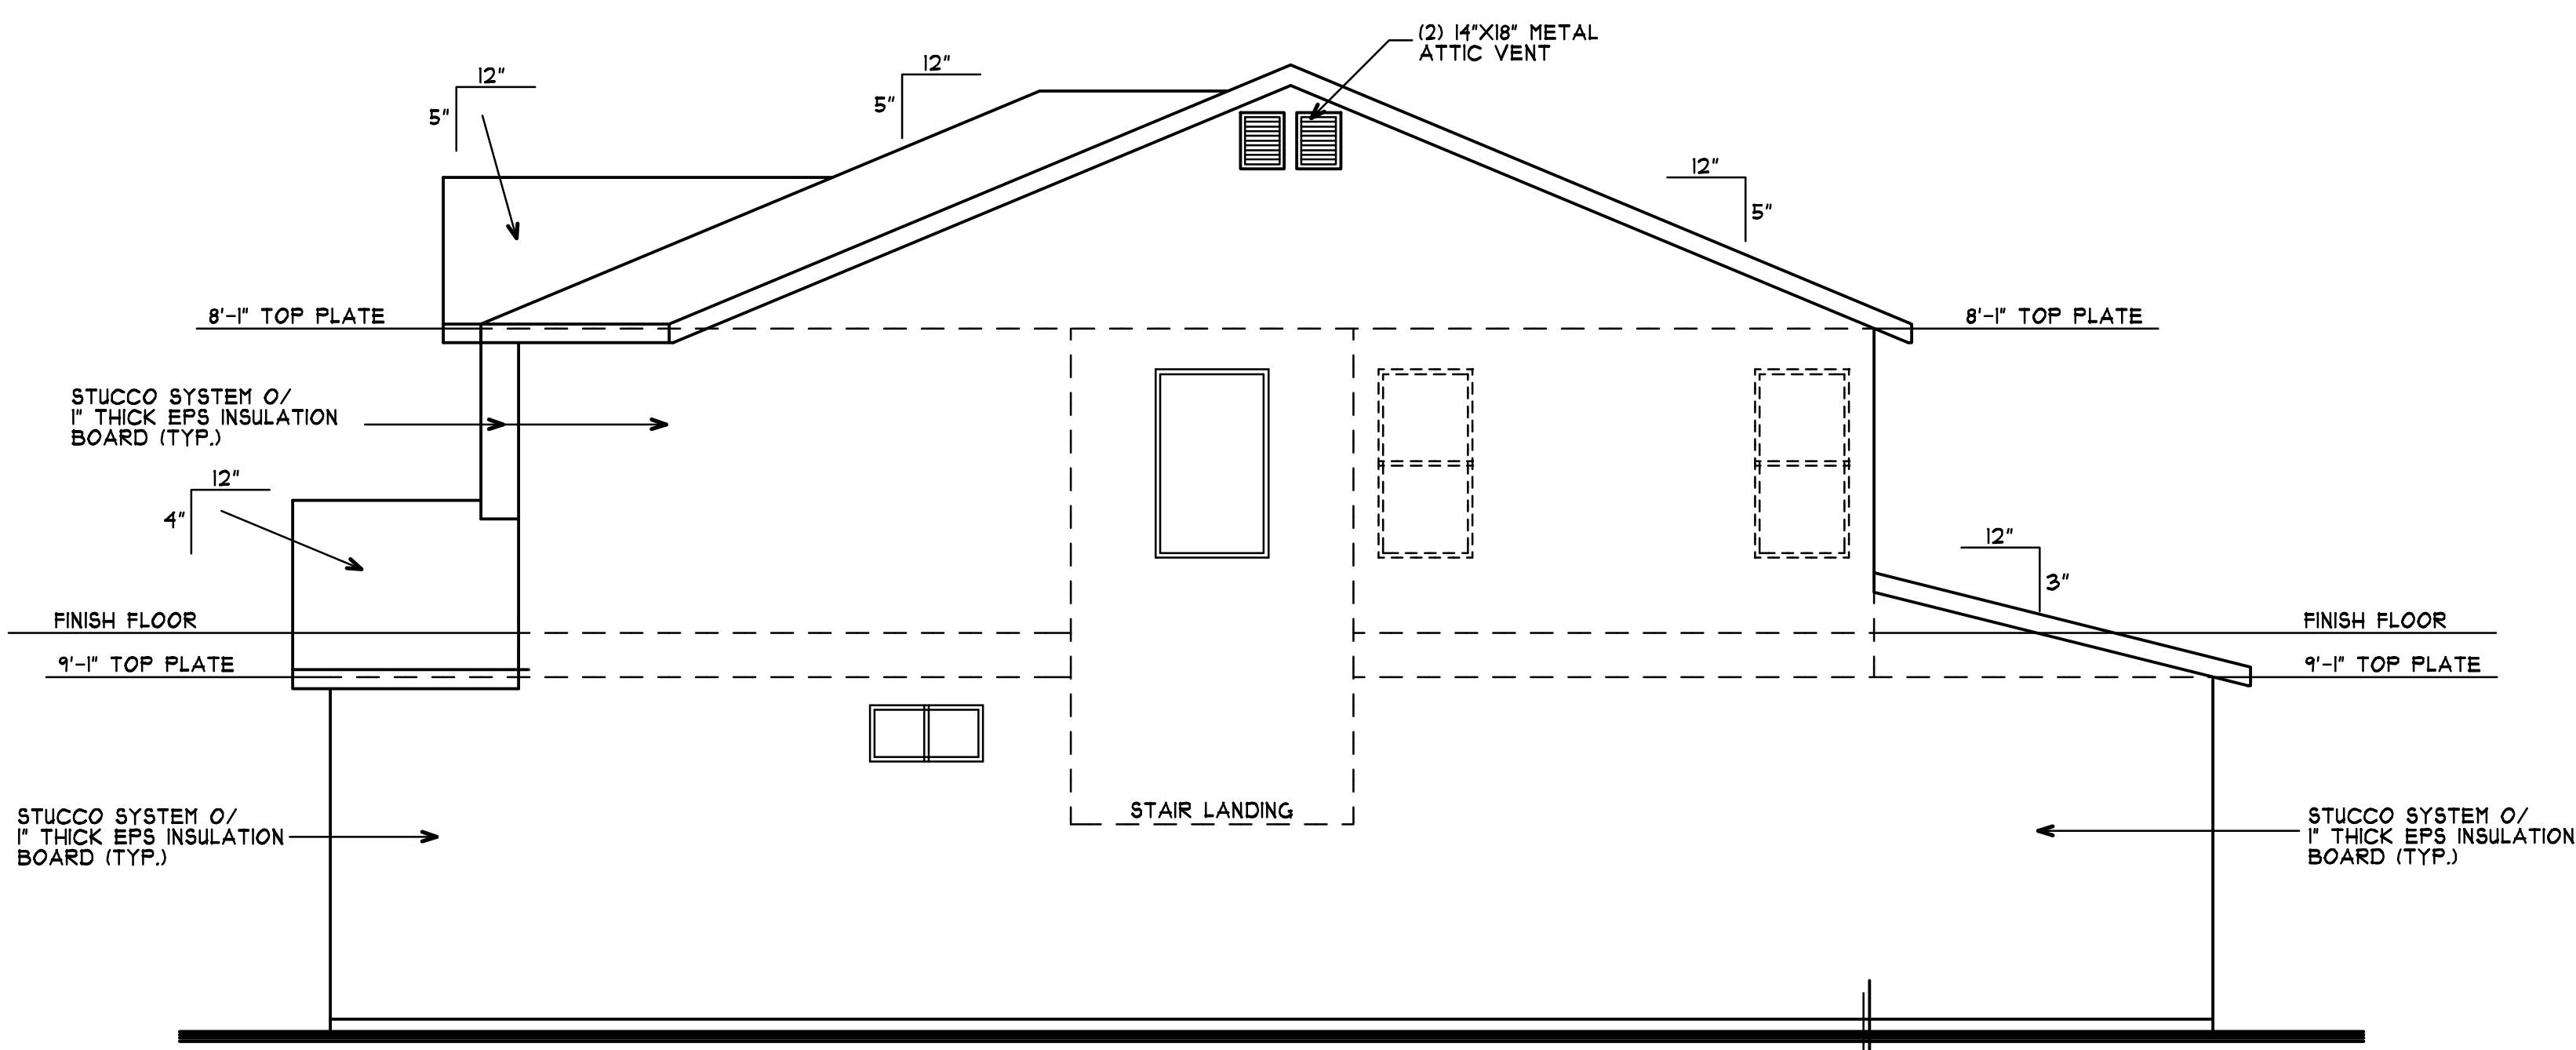 (2) 14"X18" METAL
ATTIC VENT
12"
5"
12"
5"
12"
5"
8'-1" TOP PLATE
8'-1" TOP PLATE
STUCCO SYSTEM O/
1" THICK EPS INSULATION
BOARD (TYP.)
12"
4"
12"
3"
FINISH FLOOR
FINISH FLOOR
9'-1" TOP PLATE
9'-1" TOP PLATE
STAIR LANDING
STUCCO SYSTEM O/
1" THICK EPS INSULATION
BOARD (TYP.)
STUCCO SYSTEM O/
1" THICK EPS INSULATION
BOARD (TYP.)